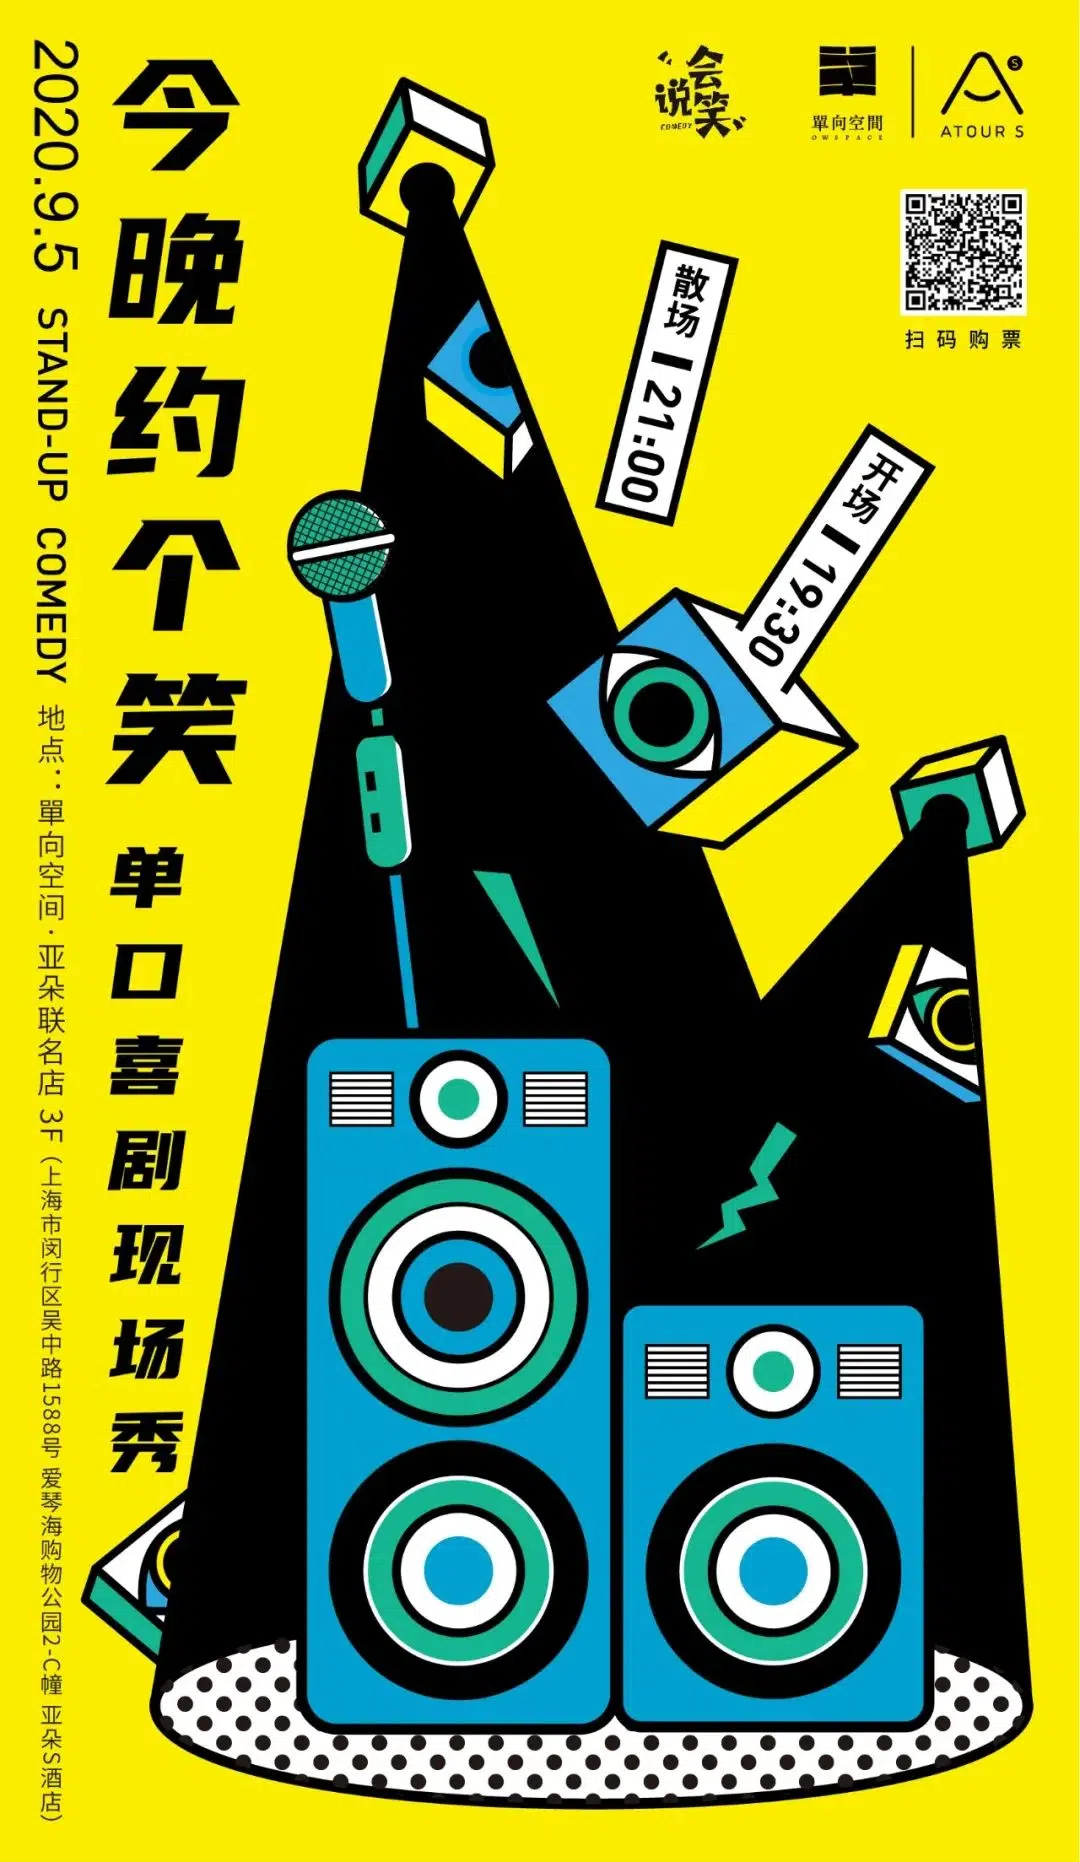 2020.9.5 STAND-UP COMEDY 地点：單向空间·亚朵联名店 3F（上海市闵行区吴中路1588号 爱琴海购物公园2-C幢 亚朵S酒店）
今晚约个笑
单口喜剧现场秀
会说笑
COMEDY
單向空間
OWSPACE
S
ATOUR S
扫码购票
散场 | 21:00
开场 | 19:30